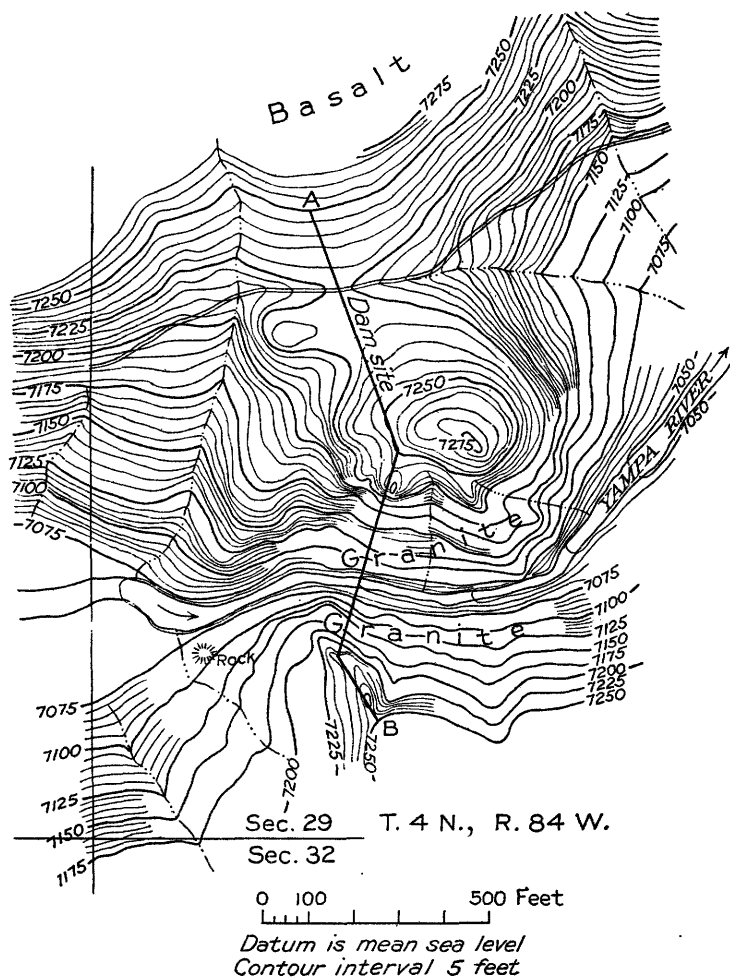 Basalt
7275
7250
7225
7200
7175
7150
7125
7100
7075
A
Dam site
7250
7225
7200
7175
7150
7125
7100
7075
7250
7275
7050
YAMPA RIVER
7050
Granite
Granite
7075
7100
7125
7150
7175
7200
7225
7250
Rock
B
7075
7100
7125
7150
7175
7200
7225
7250
Sec. 29 T. 4 N., R. 84 W.
Sec. 32
0 100 500 Feet
Datum is mean sea level
Contour interval 5 feet